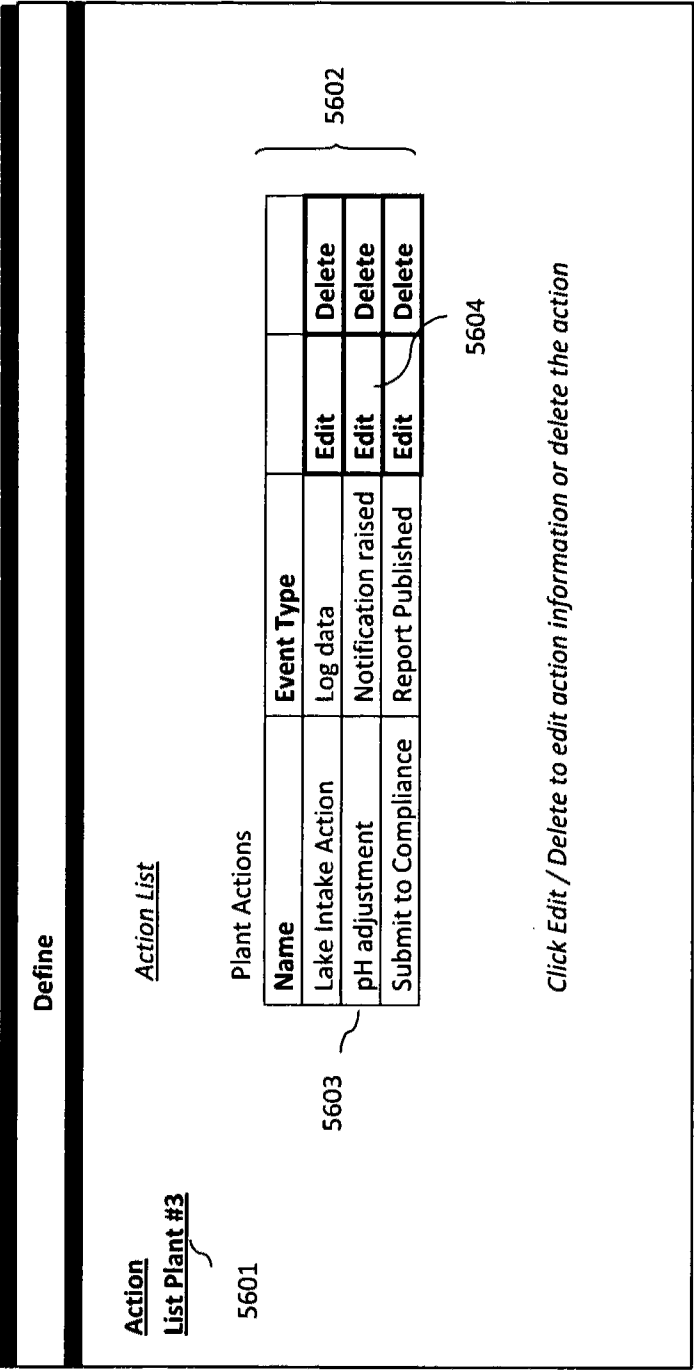 Define
Action
List Plant #3
5601
Action List
Plant Actions
Name Event Type
Lake Intake Action Log data Edit Delete
pH adjustment Notification raised Edit Delete
Submit to Compliance Report Published Edit Delete
5602
5603
5604
Click Edit / Delete to edit action information or delete the action